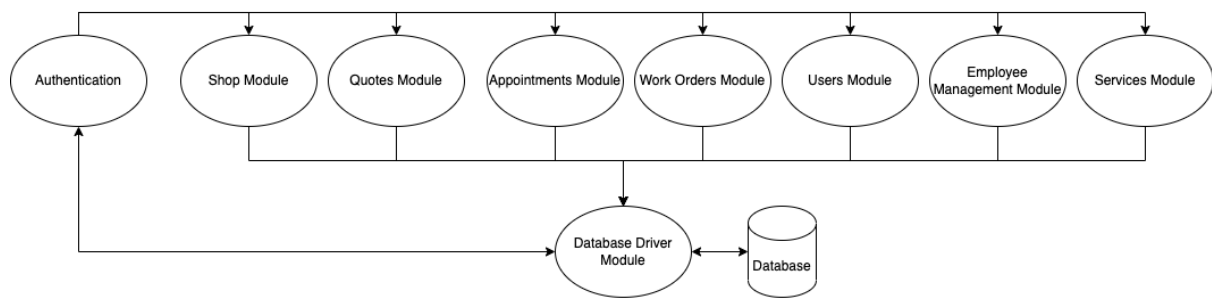 Authentication
Shop Module
Quotes Module
Appointments Module
Work Orders Module
Users Module
Employee
Management Module
Services Module
Database Driver
Module
Database